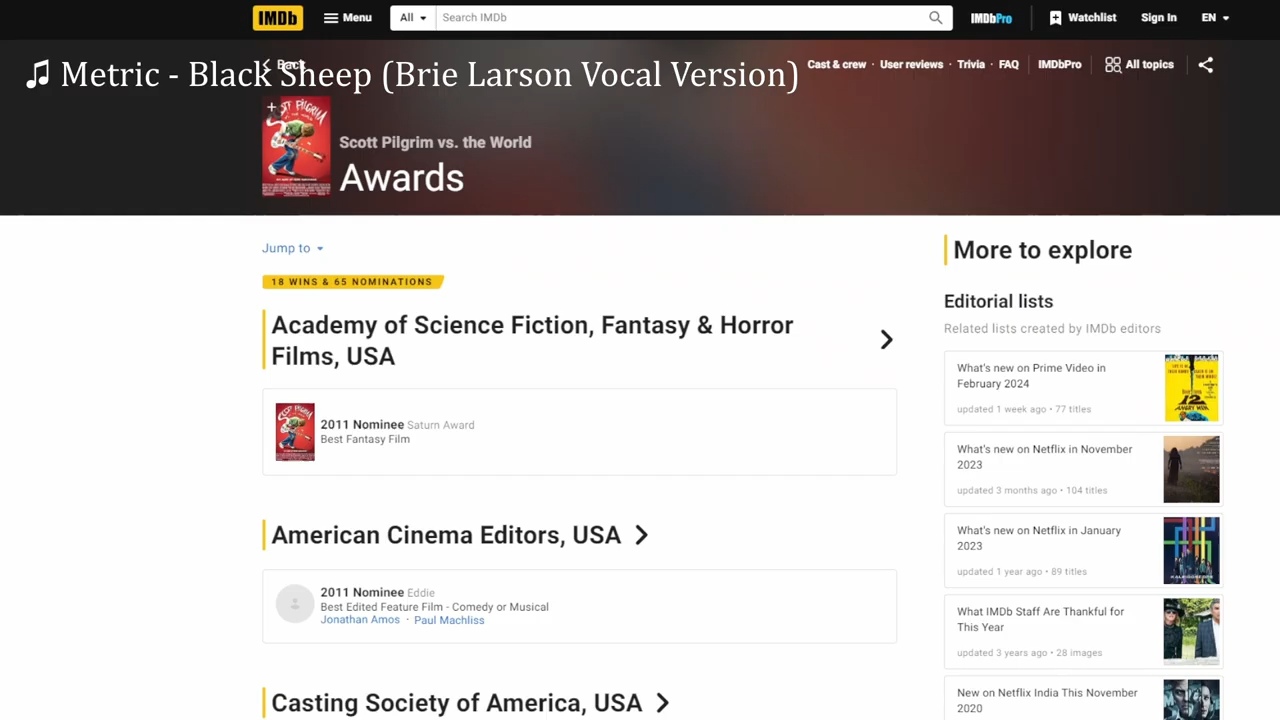 IMDb
Menu
All
Search IMDb
IMDbPro
Watchlist
Sign In
EN
Back
♫ Metric - Black Sheep (Brie Larson Vocal Version)
Cast & crew · User reviews · Trivia · FAQ
IMDbPro
All topics
Scott Pilgrim vs. the World
Awards
Jump to
18 WINS & 65 NOMINATIONS
Academy of Science Fiction, Fantasy & Horror
Films, USA
2011 Nominee Saturn Award
Best Fantasy Film
American Cinema Editors, USA
2011 Nominee Eddie
Best Edited Feature Film - Comedy or Musical
Jonathan Amos · Paul Machliss
Casting Society of America, USA
More to explore
Editorial lists
Related lists created by IMDb editors
What's new on Prime Video in
February 2024
updated 1 week ago • 77 titles
What's new on Netflix in November
2023
updated 3 months ago • 104 titles
What's new on Netflix in January
2023
updated 1 year ago • 89 titles
What IMDb Staff Are Thankful for
This Year
updated 3 years ago • 28 images
New on Netflix India This November
2020